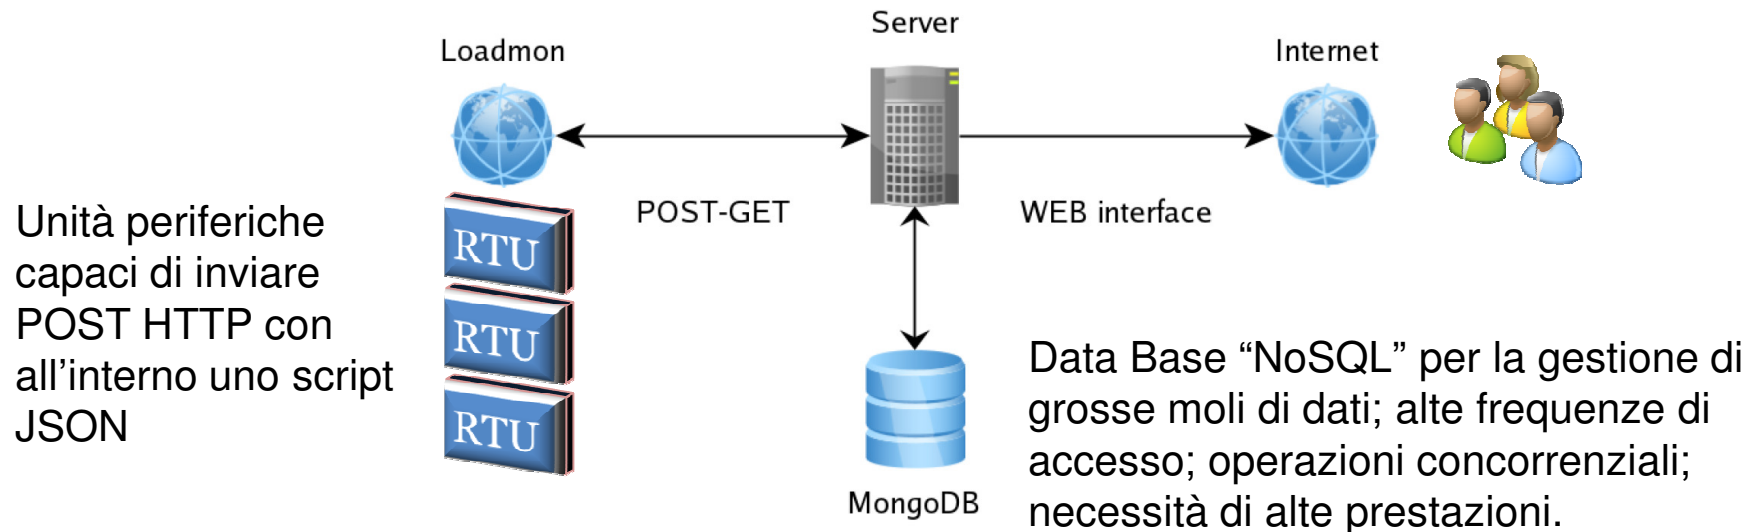 Server
Loadmon
Internet
POST-GET
WEB interface
Unità periferiche
capaci di inviare
POST HTTP con
all’interno uno script
JSON
RTU
RTU
RTU
MongoDB
Data Base “NoSQL” per la gestione di
grosse moli di dati; alte frequenze di
accesso; operazioni concorrenziali;
necessità di alte prestazioni.